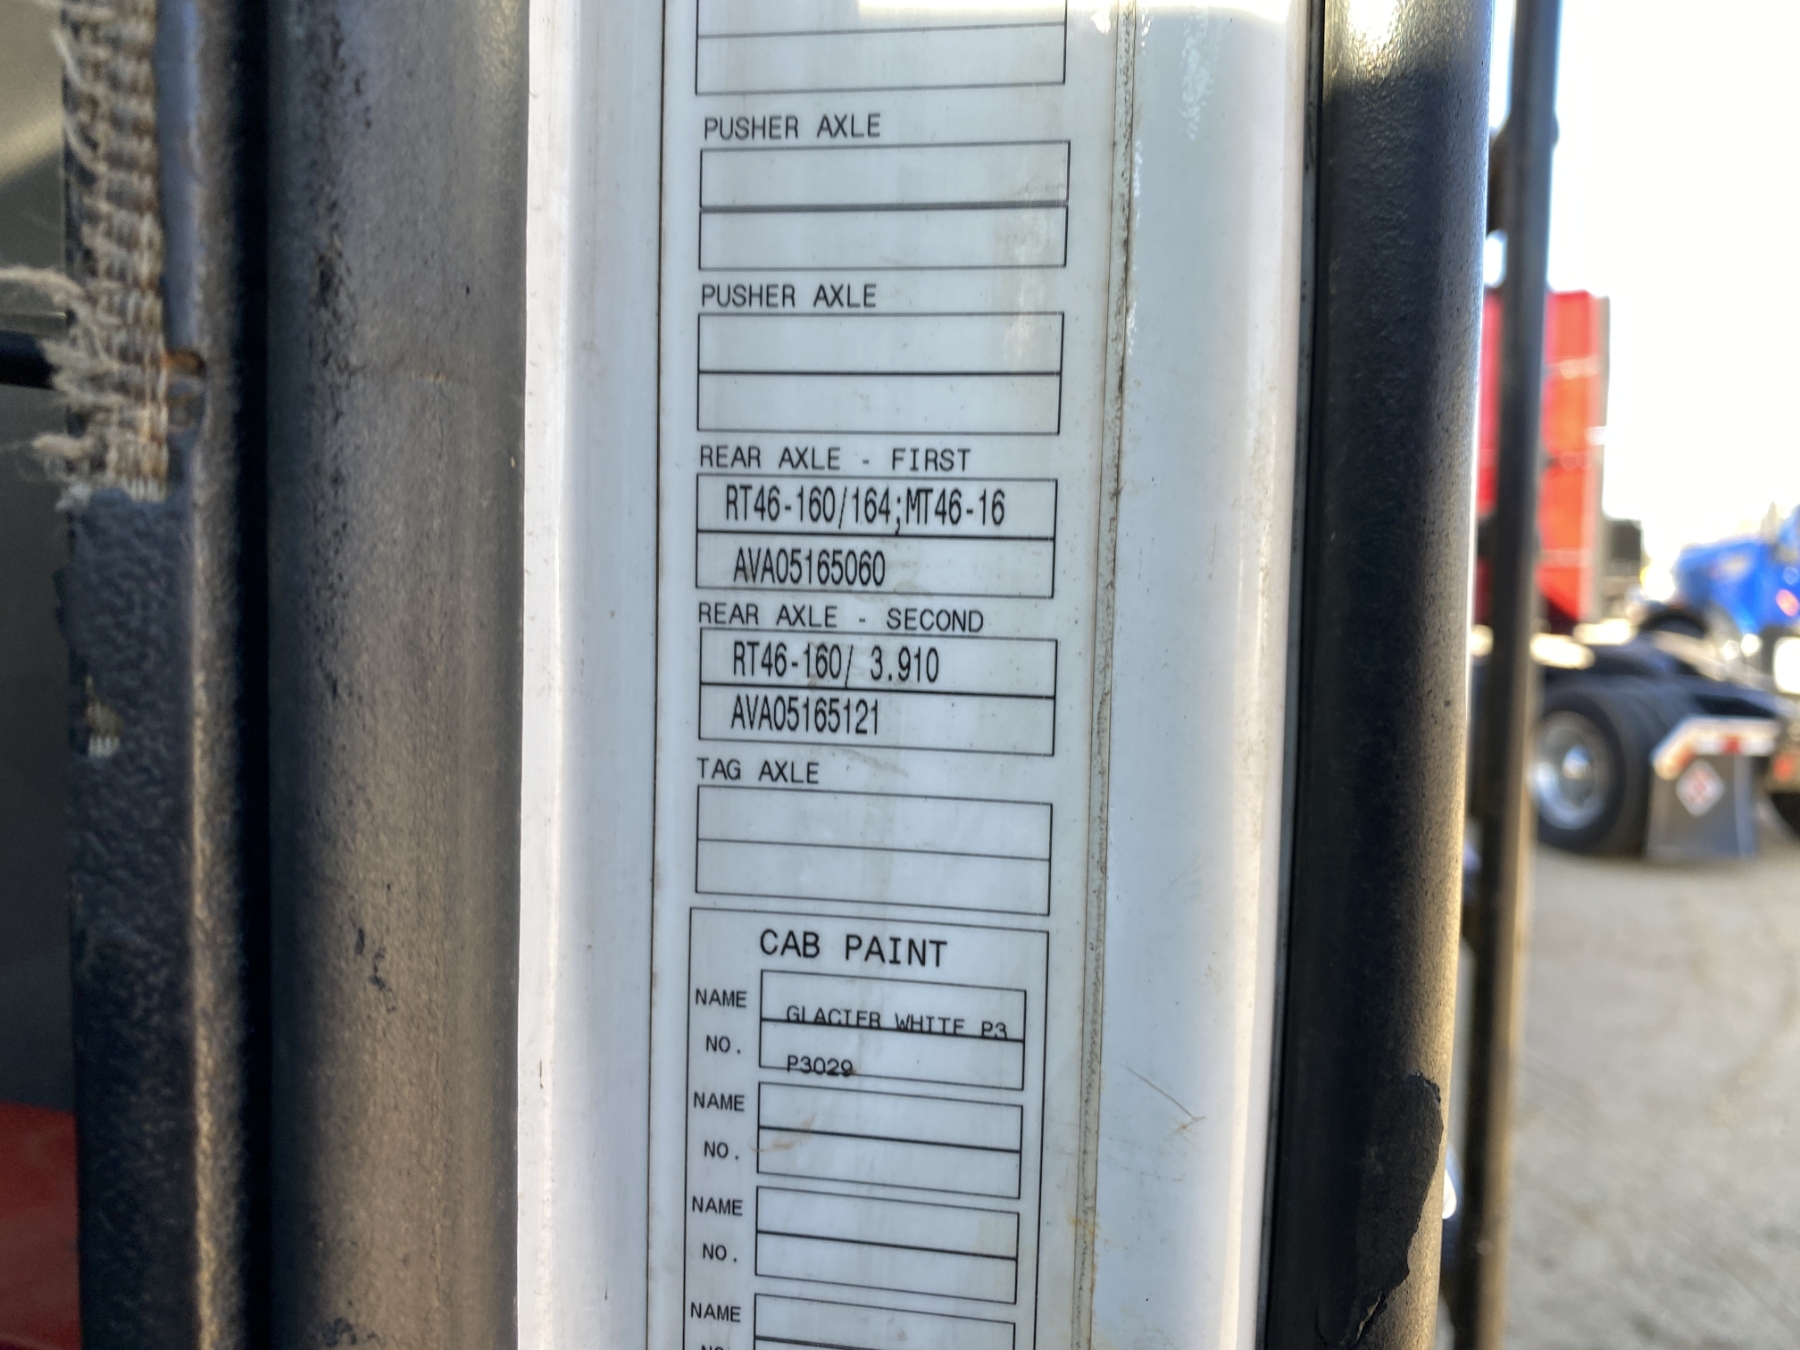 PUSHER AXLE
PUSHER AXLE
REAR AXLE - FIRST
RT46-160/164;MT46-16
AVA05165060
REAR AXLE - SECOND
RT46-160/ 3.910
AVA05165121
TAG AXLE
CAB PAINT
NAME GLACIER WHITE P3
NO. P3029
NAME
NO.
NAME
NO.
NAME
NO.